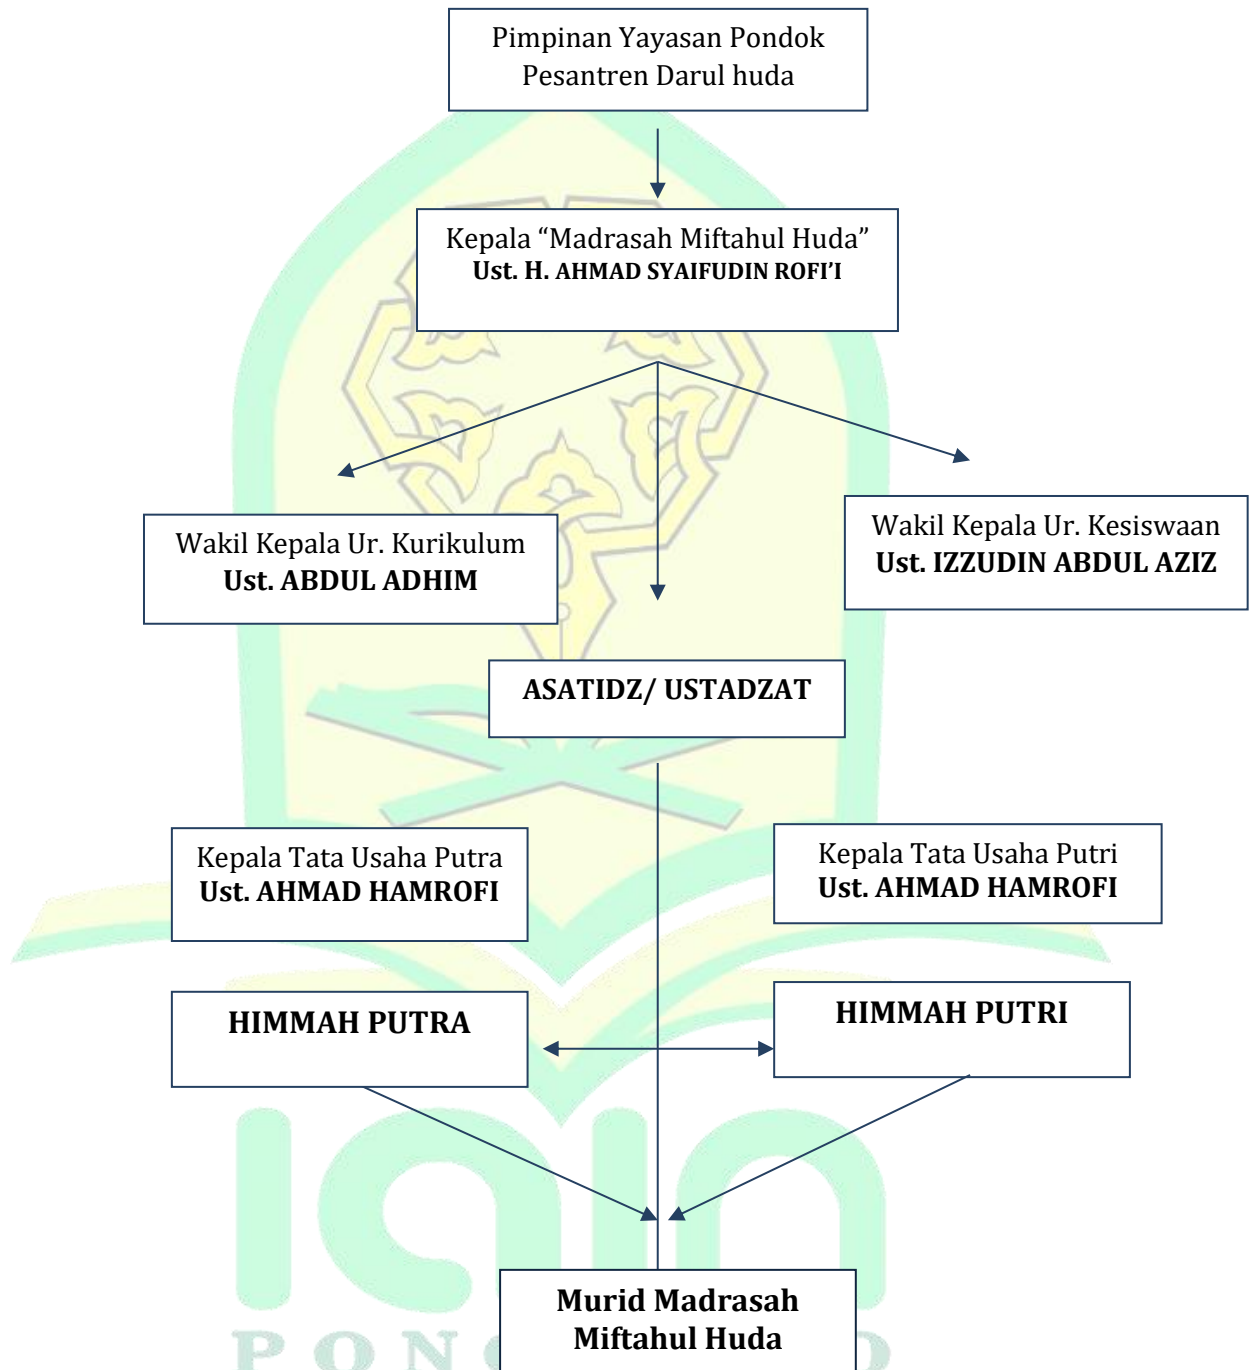 Pimpinan Yayasan Pondok
Pesantren Darul huda
Kepala “Madrasah Miftahul Huda”
Ust. H. AHMAD SYAIFUDIN ROFI’I
Wakil Kepala Ur. Kurikulum
Ust. ABDUL ADHIM
Wakil Kepala Ur. Kesiswaan
Ust. IZZUDIN ABDUL AZIZ
ASATIDZ/ USTADZAT
Kepala Tata Usaha Putra
Ust. AHMAD HAMROFI
Kepala Tata Usaha Putri
Ust. AHMAD HAMROFI
HIMMAH PUTRA
HIMMAH PUTRI
iain
Murid Madrasah
Miftahul Huda